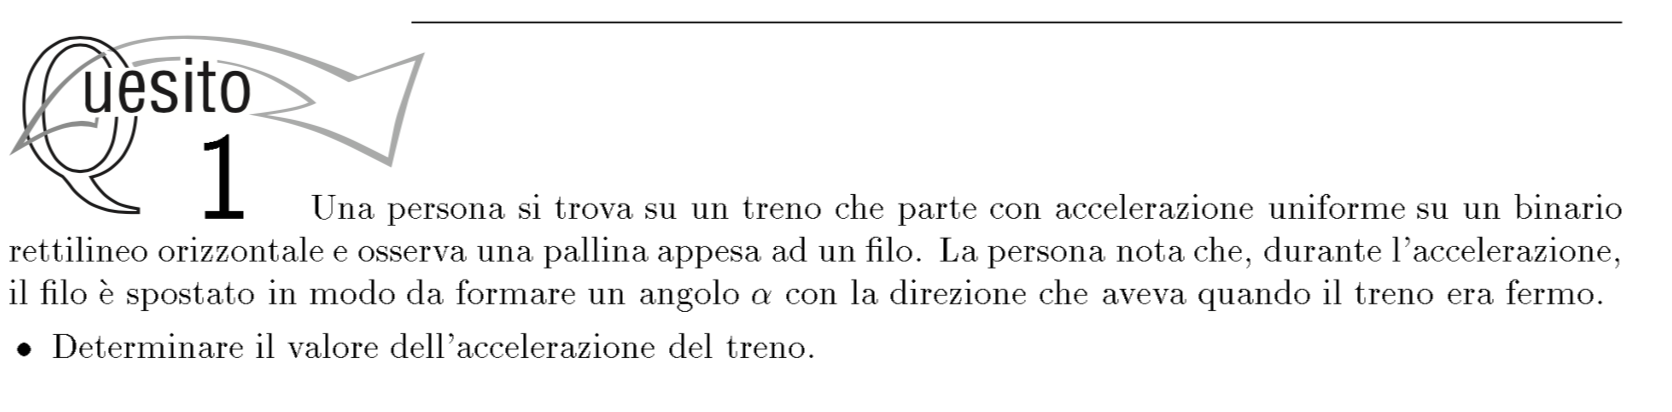 Quesito
1
Una persona si trova su un treno che parte con accelerazione uniforme su un binario
rettilineo orizzontale e osserva una pallina appesa ad un filo. La persona nota che, durante l'accelerazione,
il filo è spostato in modo da formare un angolo α con la direzione che aveva quando il treno era fermo.
• Determinare il valore dell'accelerazione del treno.